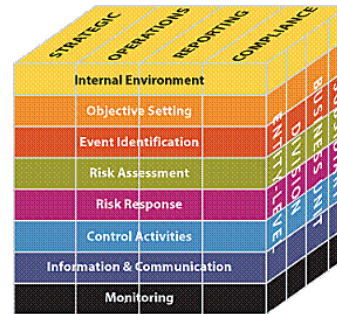 STRATEGIC
OPERATIONS
REPORTING
COMPLIANCE
Internal Environment
Objective Setting
Event Identification
Risk Assessment
Risk Response
Control Activities
Information & Communication
Monitoring
ENTITY-LEVEL
DIVISION
BUSINESS UNIT